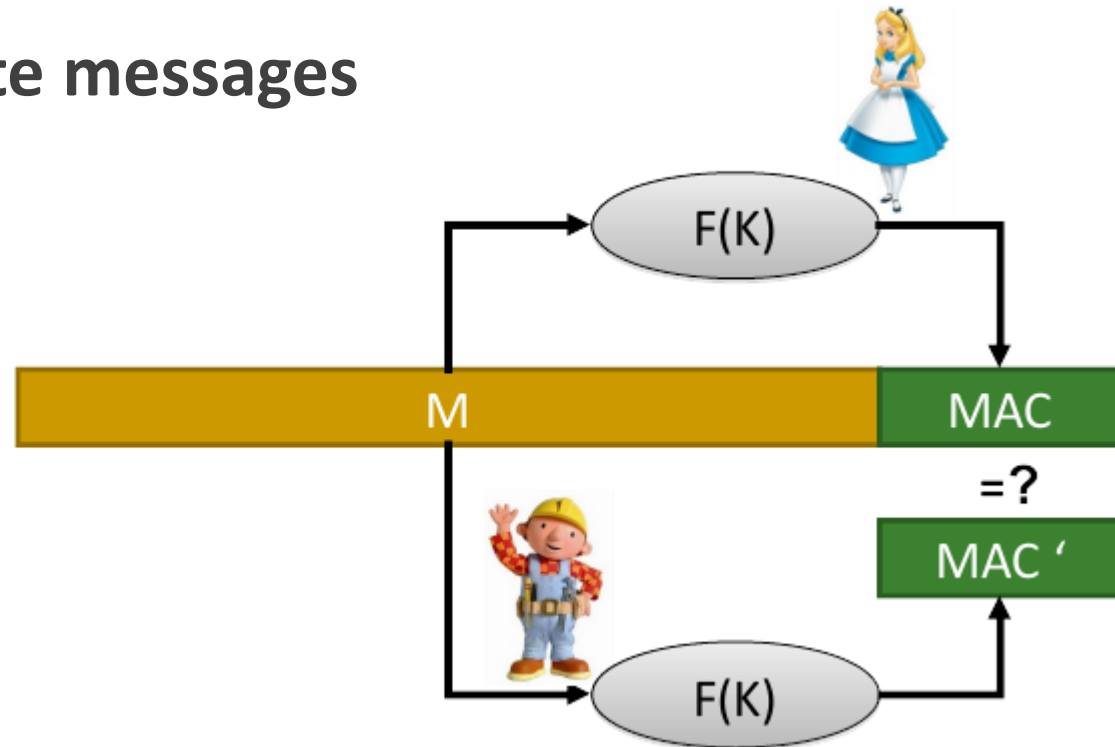 te messages
F(K)
M
MAC
=?
MAC ‘
F(K)